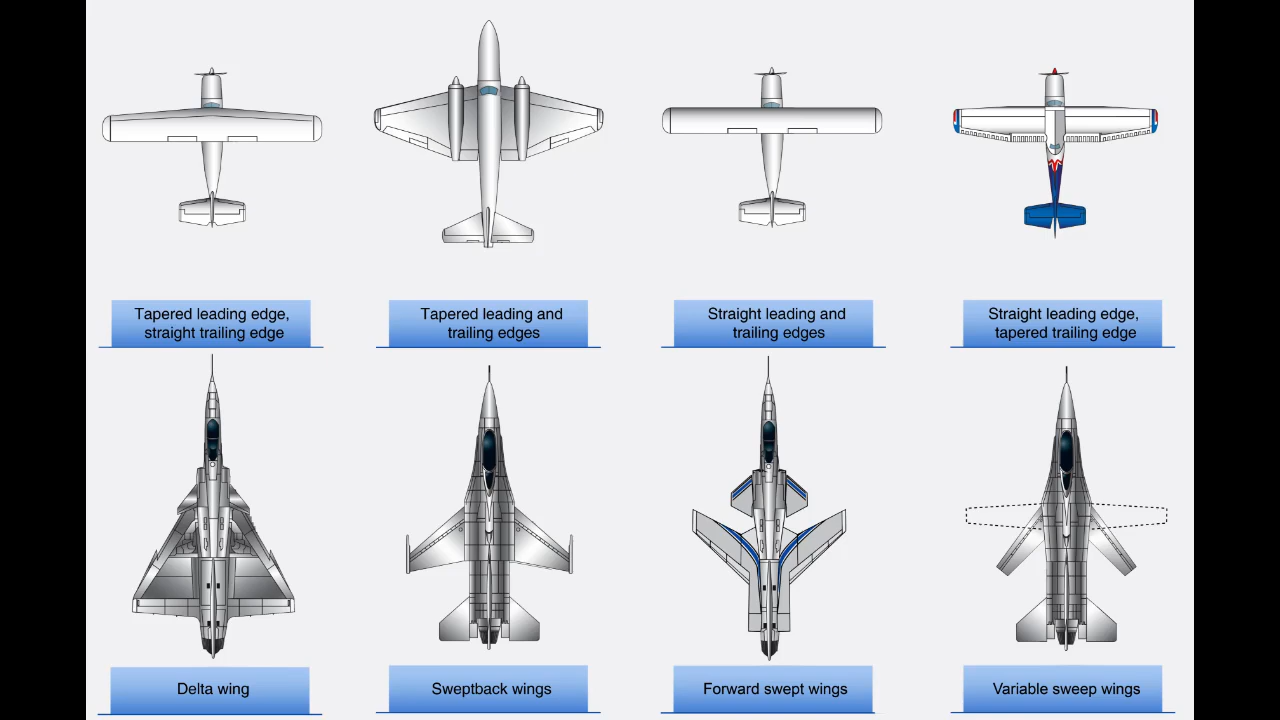 Tapered leading edge,
straight trailing edge
Tapered leading and
trailing edges
Straight leading and
trailing edges
Straight leading edge,
tapered trailing edge
Delta wing
Sweptback wings
Forward swept wings
Variable sweep wings